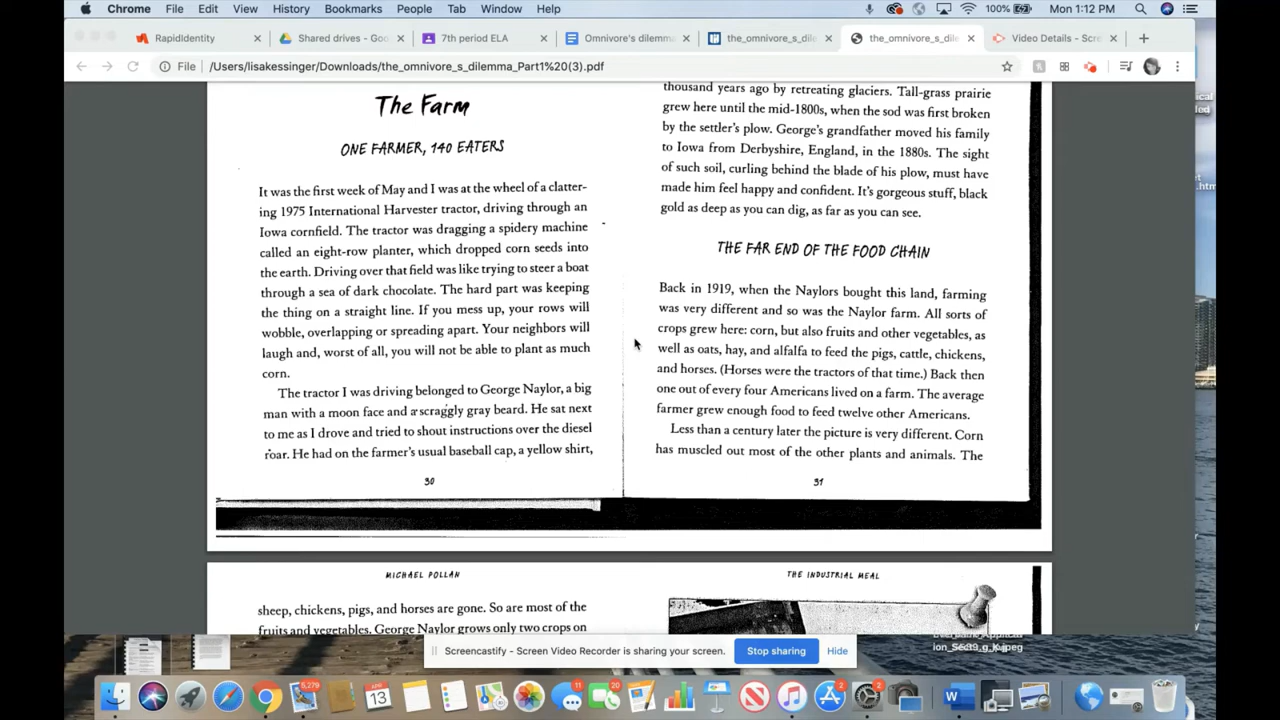 Chrome File Edit View History Bookmarks People Tab Window Help 100% Mon 1:12 PM
RapidIdentity Shared drives - Goo 7th period ELA Omnivore's dilemma the_omnivore_s_dile the_omnivore_s_dile Video Details - Scre
File /Users/lisakessinger/Downloads/the_omnivore_s_dilemma_Part1%20(3).pdf
The Farm
ONE FARMER, 140 EATERS
It was the first week of May and I was at the wheel of a clatter-
ing 1975 International Harvester tractor, driving through an
Iowa cornfield. The tractor was dragging a spidery machine
called an eight-row planter, which dropped corn seeds into
the earth. Driving over that field was like trying to steer a boat
through a sea of dark chocolate. The hard part was keeping
the thing on a straight line. If you mess up, your rows will
wobble, overlapping or spreading apart. Your neighbors will
laugh and, worst of all, you will not be able to plant as much
corn.
The tractor I was driving belonged to George Naylor, a big
man with a moon face and a scraggly gray beard. He sat next
to me as I drove and tried to shout instructions over the diesel
roar. He had on the farmer's usual baseball cap, a yellow shirt,
30
thousand years ago by retreating glaciers. Tall-grass prairie
grew here until the mid-1800s, when the sod was first broken
by the settler's plow. George's grandfather moved his family
to Iowa from Derbyshire, England, in the 1880s. The sight
of such soil, curling behind the blade of his plow, must have
made him feel happy and confident. It's gorgeous stuff, black
gold as deep as you can dig, as far as you can see.
THE FAR END OF THE FOOD CHAIN
Back in 1919, when the Naylors bought this land, farming
was very different and so was the Naylor farm. All sorts of
crops grew here: corn, but also fruits and other vegetables, as
well as oats, hay, and alfalfa to feed the pigs, cattle, chickens,
and horses. (Horses were the tractors of that time.) Back then
one out of every four Americans lived on a farm. The average
farmer grew enough food to feed twelve other Americans.
Less than a century later the picture is very different. Corn
has muscled out most of the other plants and animals. The
31
MICHAEL POLLAN
sheep, chickens, pigs, and horses are gone. So are most of the
fruits and vegetables. George Naylor grows only two crops on
THE INDUSTRIAL MEAL
Screencastify - Screen Video Recorder is sharing your screen. Stop sharing Hide
5,279 APR 13 11 20 2 2